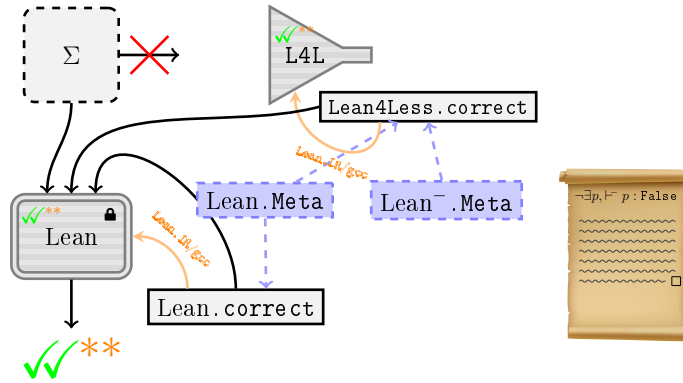 Σ
**
L4L
Lean4Less.correct
Lean.IR/gcc
¬∃p, ⊢⁻ p : False
Lean.Meta
Lean⁻.Meta
**
Lean
Lean.IR/gcc
Lean.correct
**